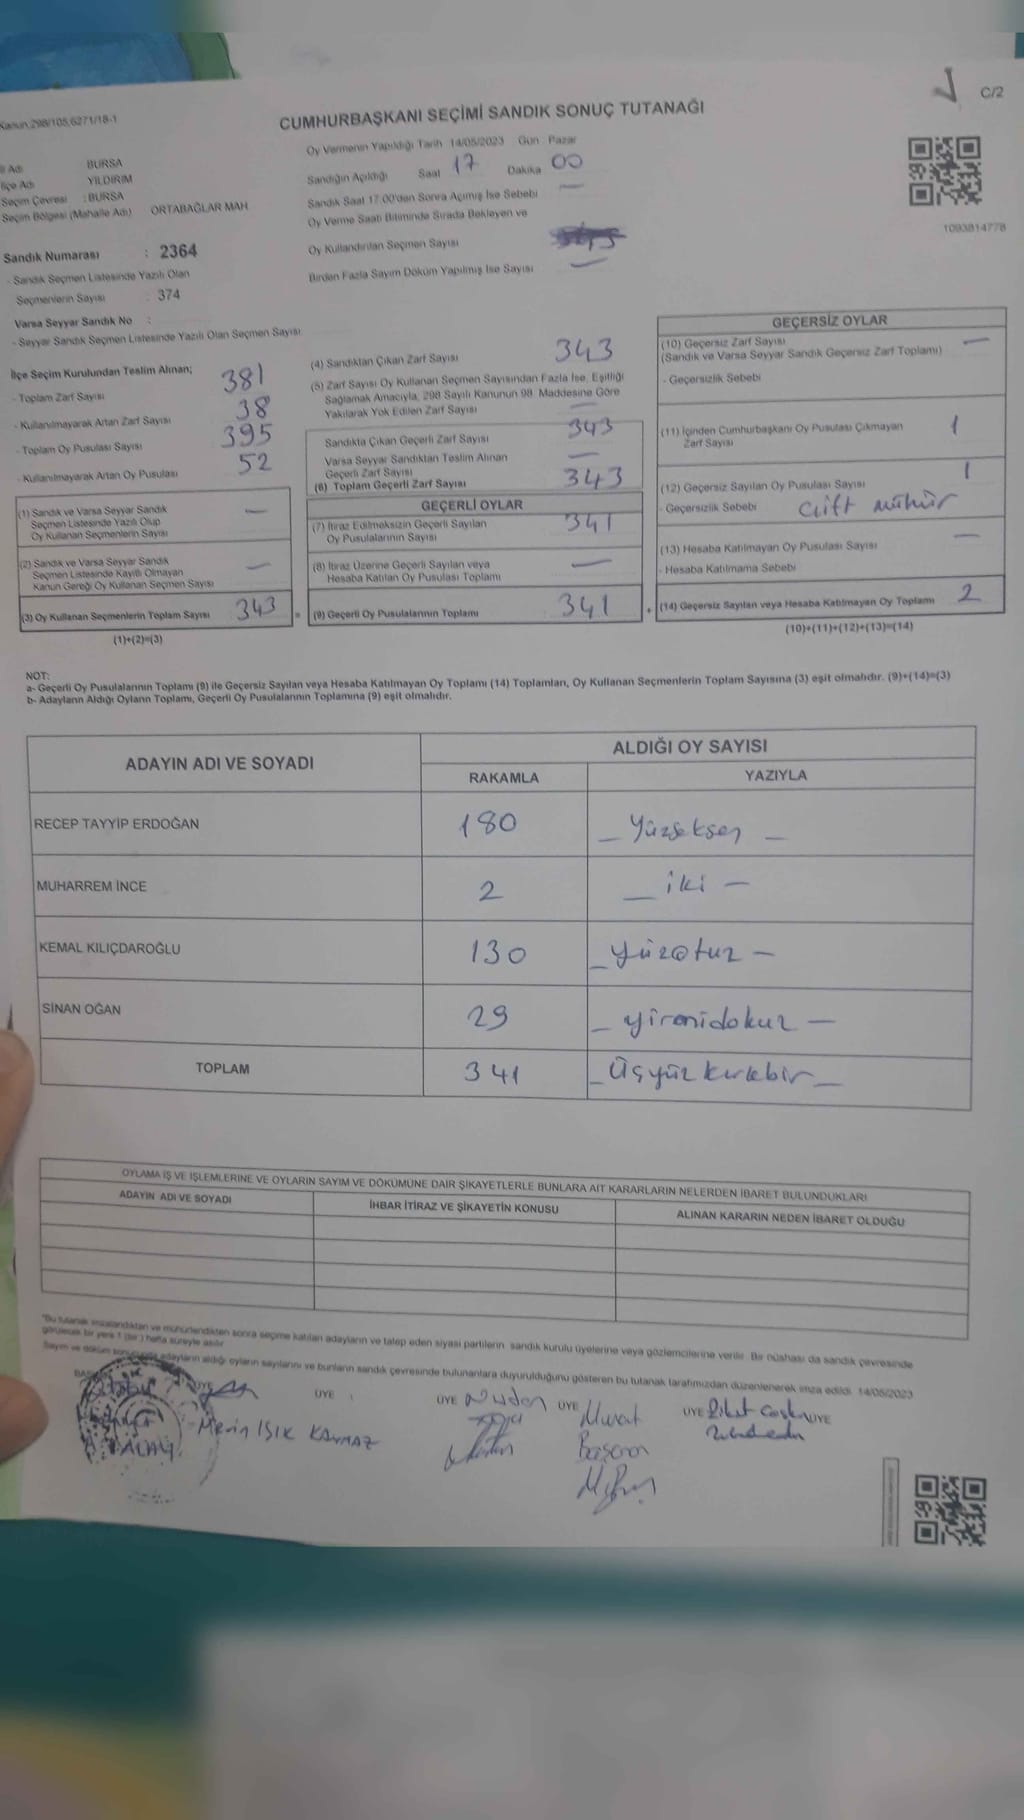 Kanun:298/105,6271/18-1
C/2
CUMHURBAŞKANI SEÇİMİ SANDIK SONUÇ TUTANAĞI
İl Adı BURSA
İlçe Adı YILDIRIM
Seçim Çevresi : BURSA
Seçim Bölgesi (Mahalle Adı) ORTABAĞLAR MAH.
Sandık Numarası : 2364
- Sandık Seçmen Listesinde Yazılı Olan
Seçmenlerin Sayısı : 374
Varsa Seyyar Sandık No :
- Seyyar Sandık Seçmen Listesinde Yazılı Olan Seçmen Sayısı
Oy Vermenin Yapıldığı Tarih 14/05/2023 Gün : Pazar
Sandığın Açıldığı Saat 17 Dakika 00
Sandık Saat 17.00'den Sonra Açımış İse Sebebi —
Oy Verme Saati Bitiminde Sırada Bekleyen ve
Oy Kullandırılan Seçmen Sayısı
Birden Fazla Sayım Döküm Yapılmış İse Sayısı —
1093814778
İlçe Seçim Kurulundan Teslim Alınan;
- Toplam Zarf Sayısı 381
- Kullanılmayarak Artan Zarf Sayısı 38
- Toplam Oy Pusulası Sayısı 395
- Kullanılmayarak Artan Oy Pusulası 52
(1) Sandık ve Varsa Seyyar Sandık
Seçmen Listesinde Yazılı Olup
Oy Kullanan Seçmenlerin Sayısı —
(2) Sandık ve Varsa Seyyar Sandık
Seçmen Listesinde Kayıtlı Olmayan
Kanun Gereği Oy Kullanan Seçmen Sayısı —
(3) Oy Kullanan Seçmenlerin Toplam Sayısı 343 =
(1)+(2)=(3)
(4) Sandıktan Çıkan Zarf Sayısı 343
(5) Zarf Sayısı Oy Kullanan Seçmen Sayısından Fazla İse, Eşitliği
Sağlamak Amacıyla, 298 Sayılı Kanunun 98. Maddesine Göre
Yakılarak Yok Edilen Zarf Sayısı —
Sandıkta Çıkan Geçerli Zarf Sayısı 343
Varsa Seyyar Sandıktan Teslim Alınan
Geçerli Zarf Sayısı —
(6) Toplam Geçerli Zarf Sayısı 343
GEÇERLİ OYLAR
(7) İtiraz Edilmeksizin Geçerli Sayılan
Oy Pusulalarının Sayısı 341
(8) İtiraz Üzerine Geçerli Sayılan veya
Hesaba Katılan Oy Pusulası Toplamı —
(9) Geçerli Oy Pusulalarının Toplamı 341 +
GEÇERSİZ OYLAR
(10) Geçersiz Zarf Sayısı —
(Sandık ve Varsa Seyyar Sandık Geçersiz Zarf Toplamı)
- Geçersizlik Sebebi
(11) İçinden Cumhurbaşkanı Oy Pusulası Çıkmayan
Zarf Sayısı 1
(12) Geçersiz Sayılan Oy Pusulası Sayısı 1
- Geçersizlik Sebebi çift mühür
(13) Hesaba Katılmayan Oy Pusulası Sayısı —
- Hesaba Katılmama Sebebi
(14) Geçersiz Sayılan veya Hesaba Katılmayan Oy Toplamı 2
(10)+(11)+(12)+(13)=(14)
NOT:
a- Geçerli Oy Pusulalarının Toplamı (9) ile Geçersiz Sayılan veya Hesaba Katılmayan Oy Toplamı (14) Toplamları, Oy Kullanan Seçmenlerin Toplam Sayısına (3) eşit olmalıdır. (9)+(14)=(3)
b- Adayların Aldığı Oyların Toplamı, Geçerli Oy Pusulalarının Toplamına (9) eşit olmalıdır.
ADAYIN ADI VE SOYADI ALDIĞI OY SAYISI
RAKAMLA YAZIYLA
RECEP TAYYİP ERDOĞAN 180 — Yüzseksen —
MUHARREM İNCE 2 — iki —
KEMAL KILIÇDAROĞLU 130 — yüzotuz —
SİNAN OĞAN 29 — yirmidokuz —
TOPLAM 341 — Üçyüzkırkbir —
OYLAMA İŞ VE İŞLEMLERİNE VE OYLARIN SAYIM VE DÖKÜMÜNE DAİR ŞİKAYETLERLE BUNLARA AİT KARARLARIN NELERDEN İBARET BULUNDUKLARI
ADAYIN ADI VE SOYADI İHBAR İTİRAZ VE ŞİKAYETİN KONUSU ALINAN KARARIN NEDEN İBARET OLDUĞU
"Bu tutanak imzalandıktan ve mühürlendikten sonra seçime katılan adayların ve talep eden siyasi partilerin sandık kurulu üyelerine veya gözlemcilerine verilir. Bir nüshası da sandık çevresinde
görülecek bir yere 1 (bir) hafta süreyle asılır.
Sayım ve döküm sonucunda adayların aldığı oyların sayılarını ve bunların sandık çevresinde bulunanlara duyurulduğunu gösteren bu tutanak tarafımızdan düzenlenerek imza edildi. 14/05/2023
ÜYE ÜYE ÜYE ÜYE ÜYE ÜYE
IŞIK KAYMAZ
Murat
Başaran